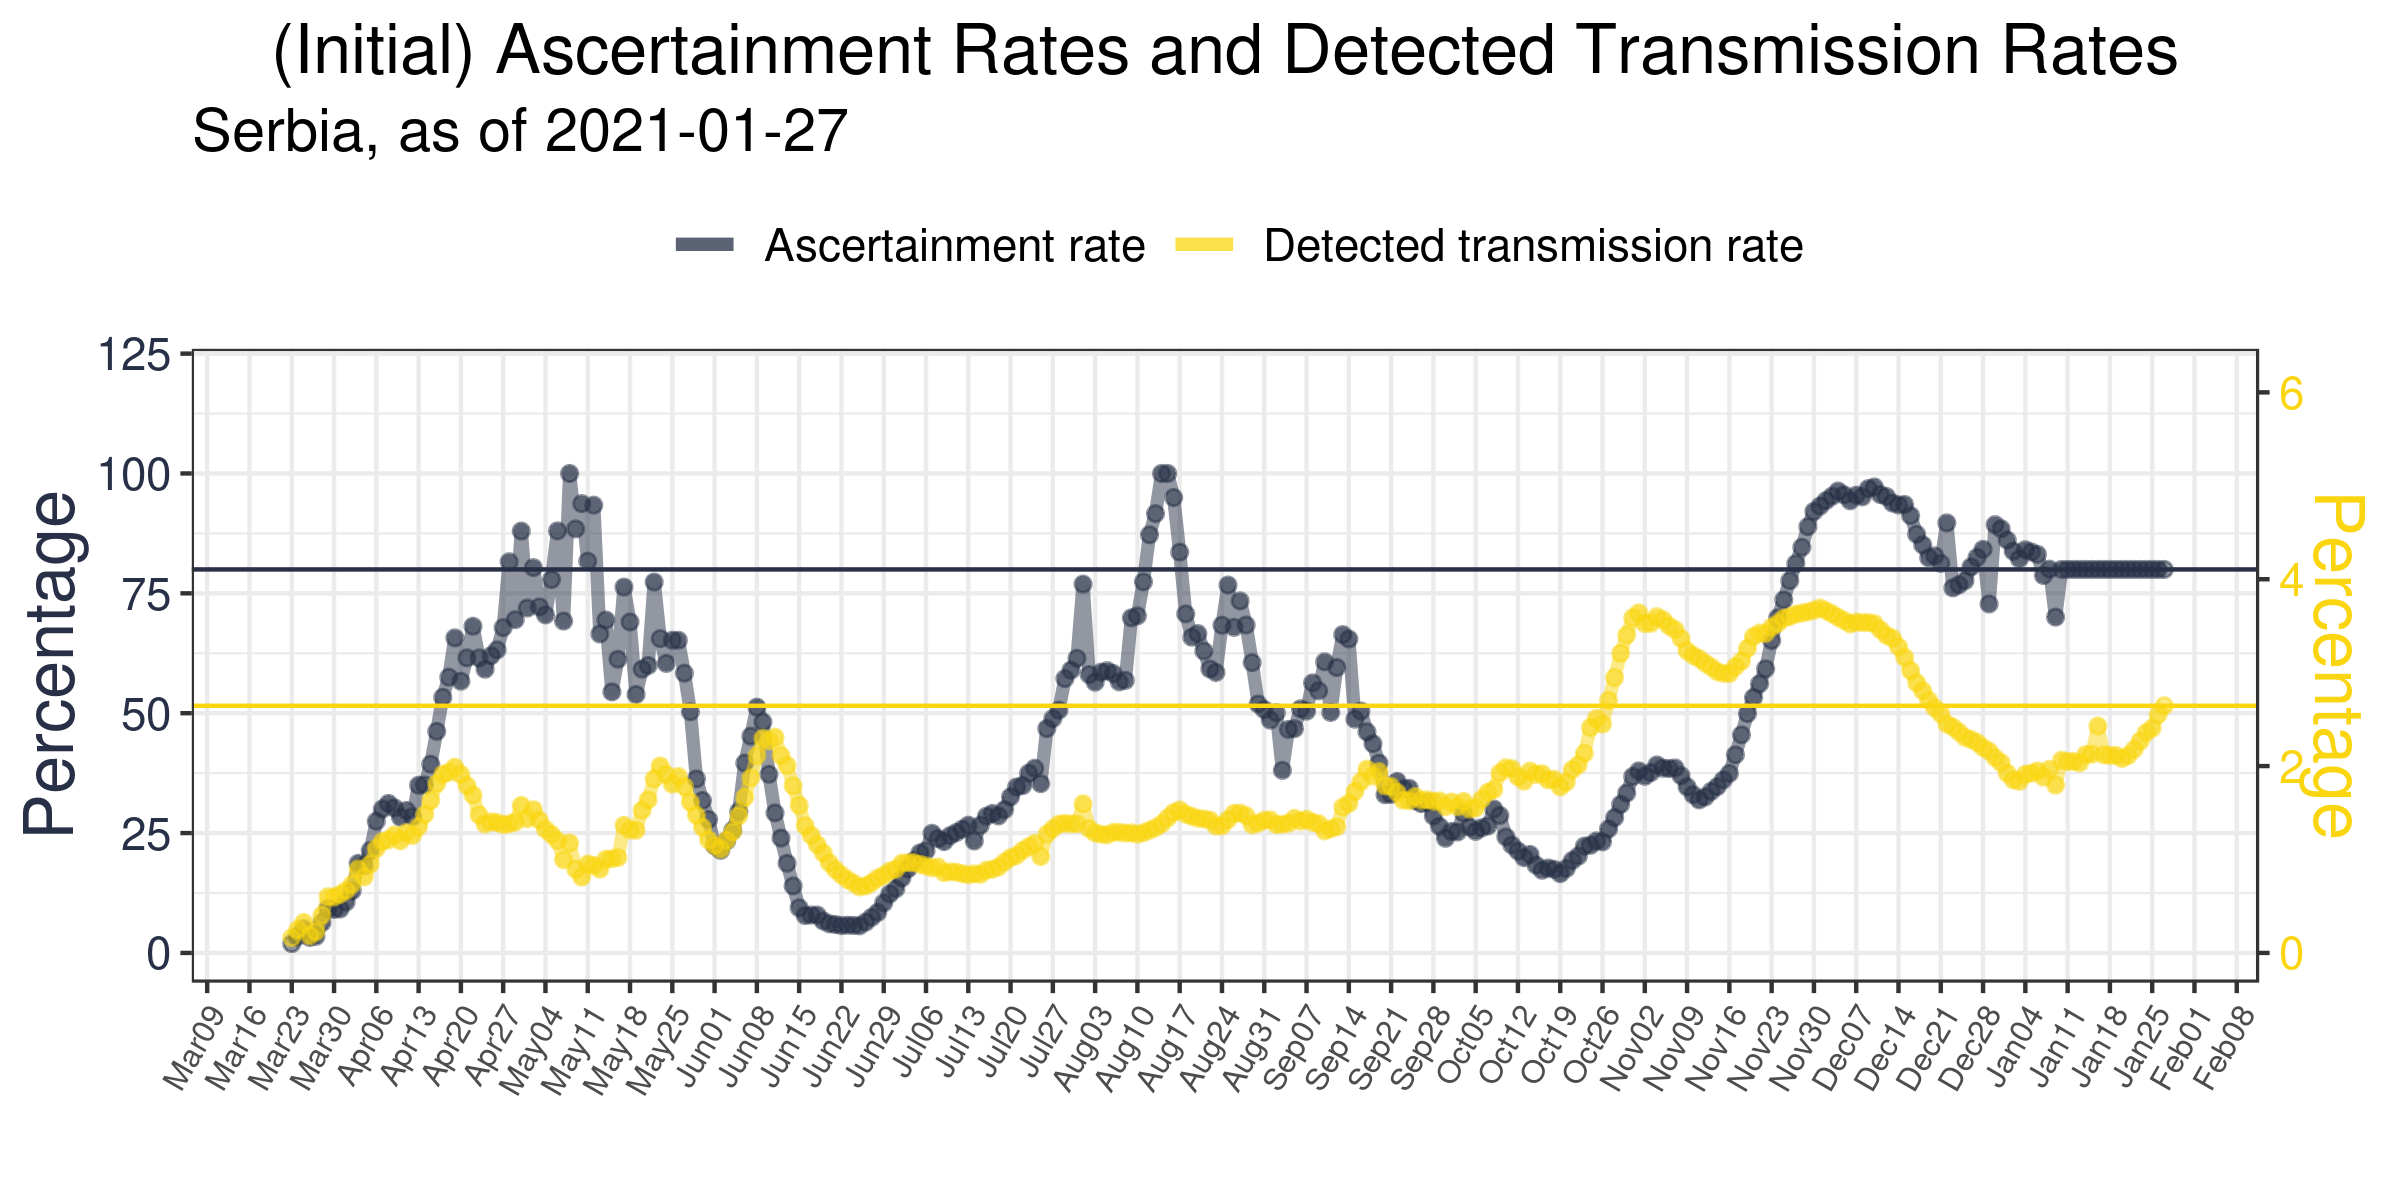 (Initial) Ascertainment Rates and Detected Transmission Rates
Serbia, as of 2021-01-27
Ascertainment rate
Detected transmission rate
125
100
75
50
25
0
Percentage
6
4
2
0
Percentage
Mar09
Mar16
Mar23
Mar30
Apr06
Apr13
Apr20
Apr27
May04
May11
May18
May25
Jun01
Jun08
Jun15
Jun22
Jun29
Jul06
Jul13
Jul20
Jul27
Aug03
Aug10
Aug17
Aug24
Aug31
Sep07
Sep14
Sep21
Sep28
Oct05
Oct12
Oct19
Oct26
Nov02
Nov09
Nov16
Nov23
Nov30
Dec07
Dec14
Dec21
Dec28
Jan04
Jan11
Jan18
Jan25
Feb01
Feb08